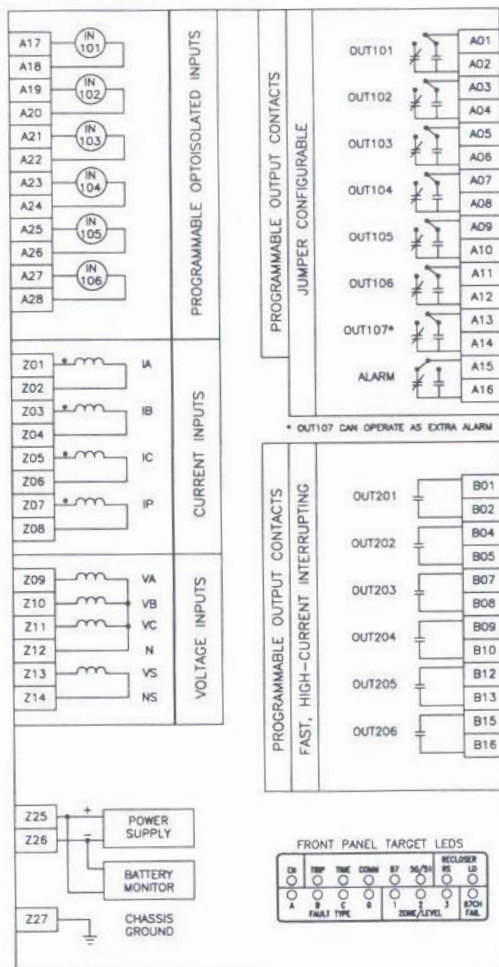 A17
IN
101
A18
A19
IN
102
A20
A21
IN
103
A22
A23
IN
104
A24
A25
IN
105
A26
A27
IN
106
A28
PROGRAMMABLE OPTOISOLATED INPUTS
Z01
IA
Z02
Z03
IB
Z04
Z05
IC
Z06
Z07
IP
Z08
CURRENT INPUTS
Z09
VA
Z10
VB
Z11
VC
Z12
N
Z13
VS
Z14
NS
VOLTAGE INPUTS
Z25
+
POWER
SUPPLY
Z26
–
BATTERY
MONITOR
Z27
CHASSIS
GROUND
PROGRAMMABLE OUTPUT CONTACTS
JUMPER CONFIGURABLE
OUT101
A01
A02
OUT102
A03
A04
OUT103
A05
A06
OUT104
A07
A08
OUT105
A09
A10
OUT106
A11
A12
OUT107*
A13
A14
ALARM
A15
A16
* OUT107 CAN OPERATE AS EXTRA ALARM
PROGRAMMABLE OUTPUT CONTACTS
FAST, HIGH-CURRENT INTERRUPTING
OUT201
B01
B02
OUT202
B04
B05
OUT203
B07
B08
OUT204
B09
B10
OUT205
B12
B13
OUT206
B15
B16
FRONT PANEL TARGET LEDS
RECLOSER
EN TRIP TIME COMM 87 50/51 RS LO
A B C G 1 2 3 87CH
FAULT TYPE ZONE/LEVEL FAIL